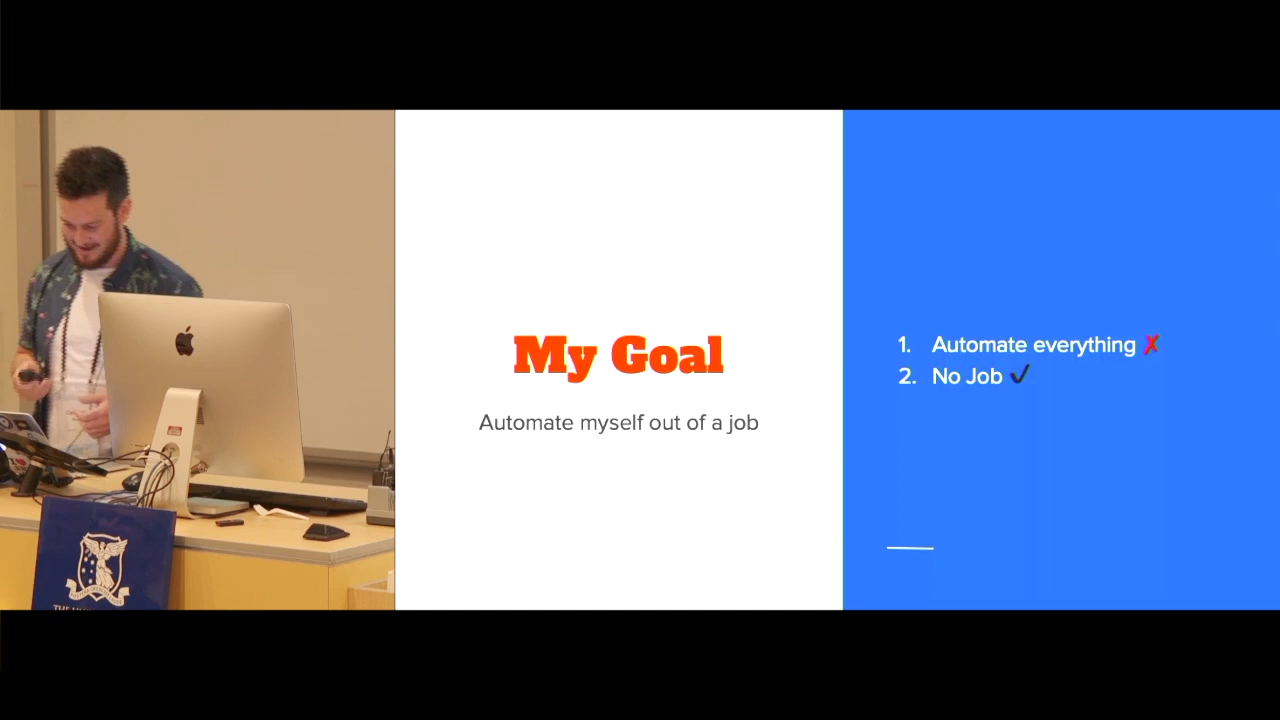 My Goal
Automate myself out of a job
1. Automate everything ✗
2. No Job ✓